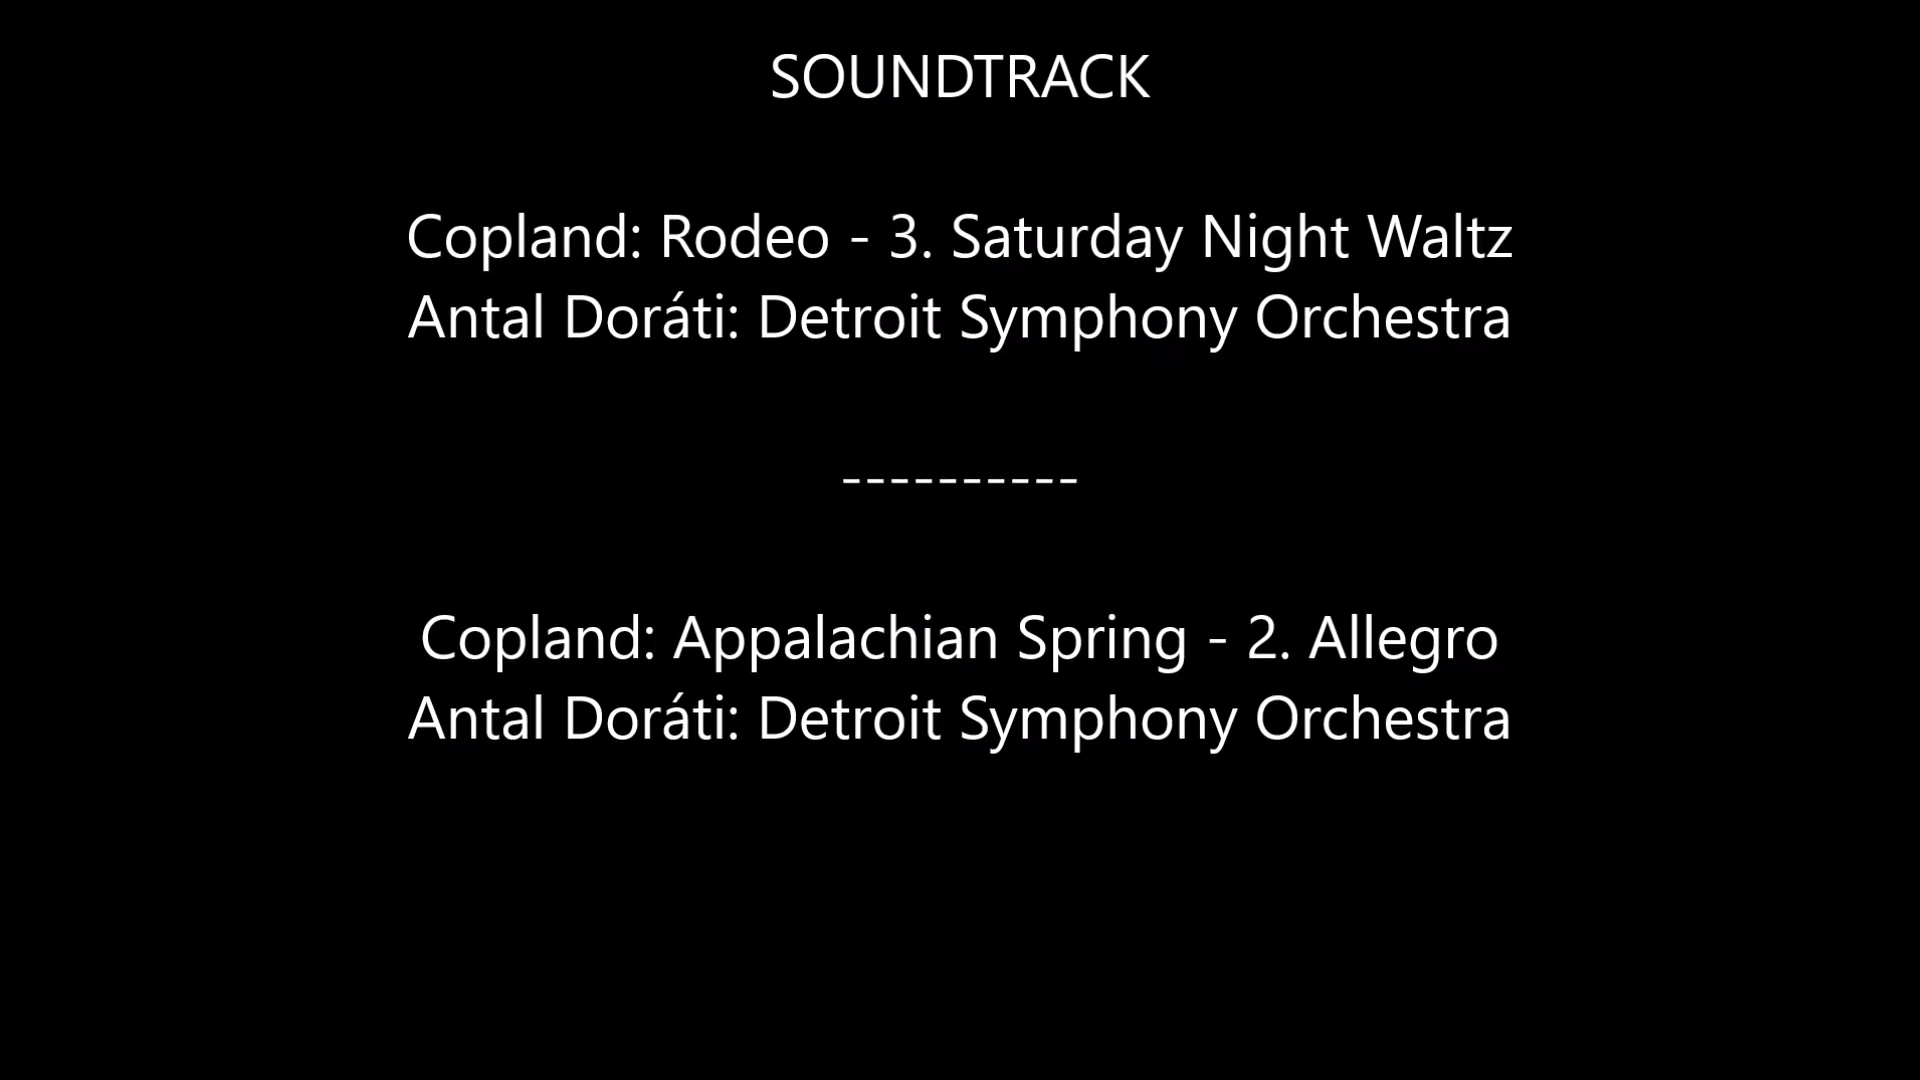 SOUNDTRACK
Copland: Rodeo - 3. Saturday Night Waltz
Antal Doráti: Detroit Symphony Orchestra
----------
Copland: Appalachian Spring - 2. Allegro
Antal Doráti: Detroit Symphony Orchestra